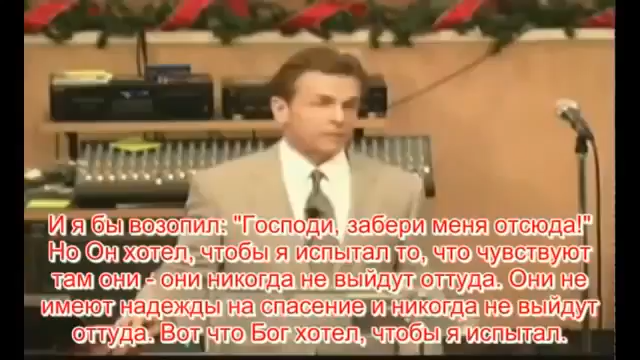 И я бы возопил: "Господи, забери меня отсюда!"
Но Он хотел, чтобы я испытал то, что чувствуют
там они - они никогда не выйдут оттуда. Они не
имеют надежды на спасение и никогда не выйдут
оттуда. Вот что Бог хотел, чтобы я испытал.